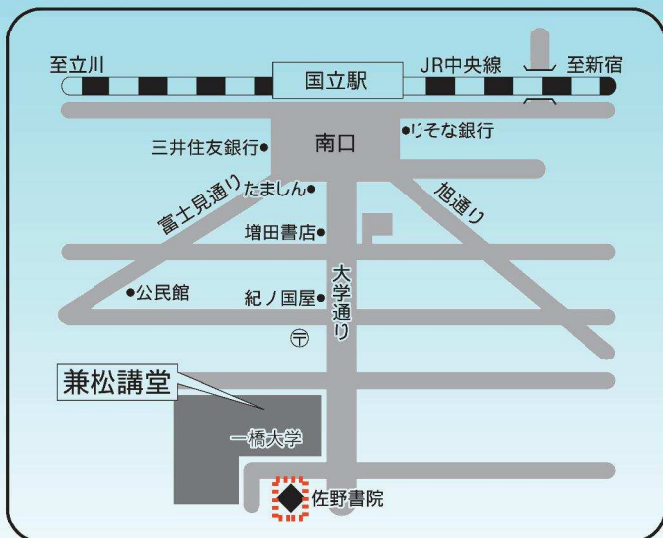 至立川
国立駅
JR中央線
至新宿
三井住友銀行
南口
りそな銀行
富士見通り
たましん
旭通り
増田書店
大学通り
公民館
紀ノ国屋
〒
兼松講堂
一橋大学
佐野書院